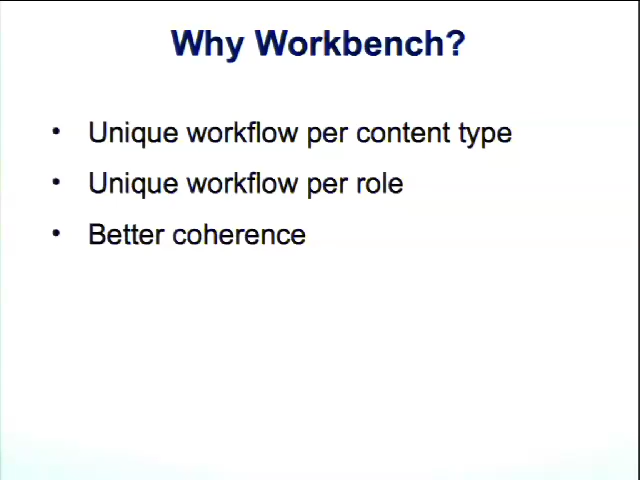 Why Workbench?
• Unique workflow per content type
• Unique workflow per role
• Better coherence